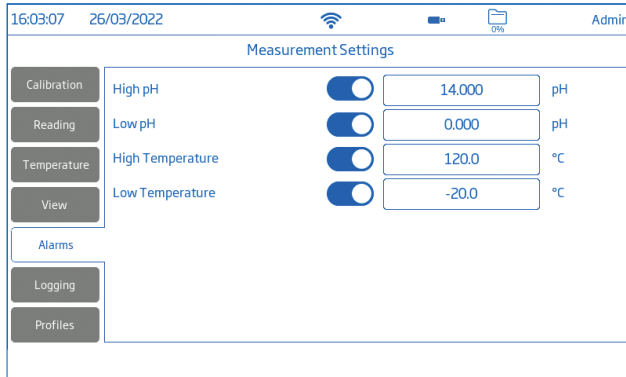 16:03:07 26/03/2022 0% Admin
Measurement Settings
Calibration
High pH 14.000 pH
Reading
Low pH 0.000 pH
Temperature
High Temperature 120.0 °C
View
Low Temperature -20.0 °C
Alarms
Logging
Profiles